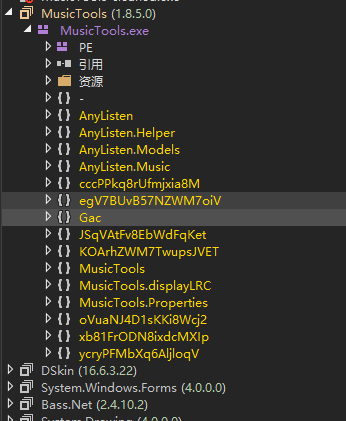 MusicTools (1.8.5.0)
MusicTools.exe
PE
引用
资源
{ } -
{ } AnyListen
{ } AnyListen.Helper
{ } AnyListen.Models
{ } AnyListen.Music
{ } cccPPkq8rUfmjxia8M
{ } egV7BUvB57NZWM7oiV
{ } Gac
{ } JSqVAtFv8EbWdFqKet
{ } KOArhZWM7TwupsJVET
{ } MusicTools
{ } MusicTools.displayLRC
{ } MusicTools.Properties
{ } oVuaNJ4D1sKKi8Wcj2
{ } xb81FrODN8ixdcMXIp
{ } ycryPFMbXq6AljloqV
DSkin (16.6.3.22)
System.Windows.Forms (4.0.0.0)
Bass.Net (2.4.10.2)